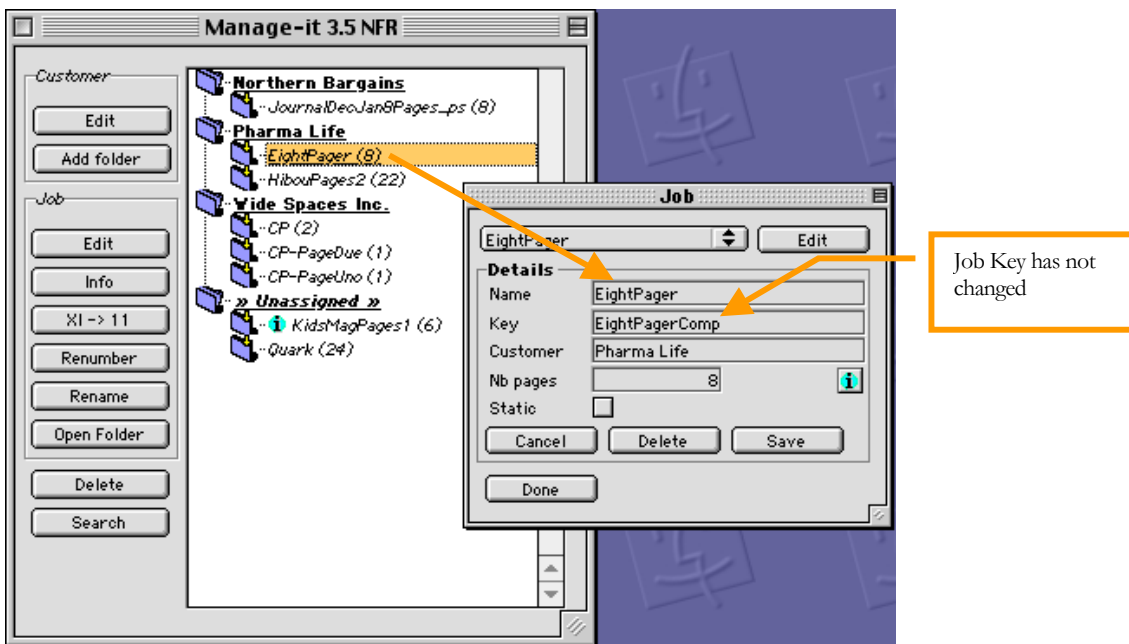 Manage-it 3.5 NFR
Customer
Edit
Add folder
Job
Edit
Info
XI -> 11
Renumber
Rename
Open Folder
Delete
Search
Northern Bargains
JournalDecJan8Pages_ps (8)
Pharma Life
EightPager (8)
HibouPages2 (22)
Wide Spaces Inc.
CP (2)
CP-PageDue (1)
CP-PageUno (1)
» Unassigned »
i KidsMagPages1 (6)
Quark (24)
Job
EightPager Edit
Details
Name EightPager
Key EightPagerComp
Customer Pharma Life
Nb pages 8 i
Static
Cancel Delete Save
Done
Job Key has not
changed